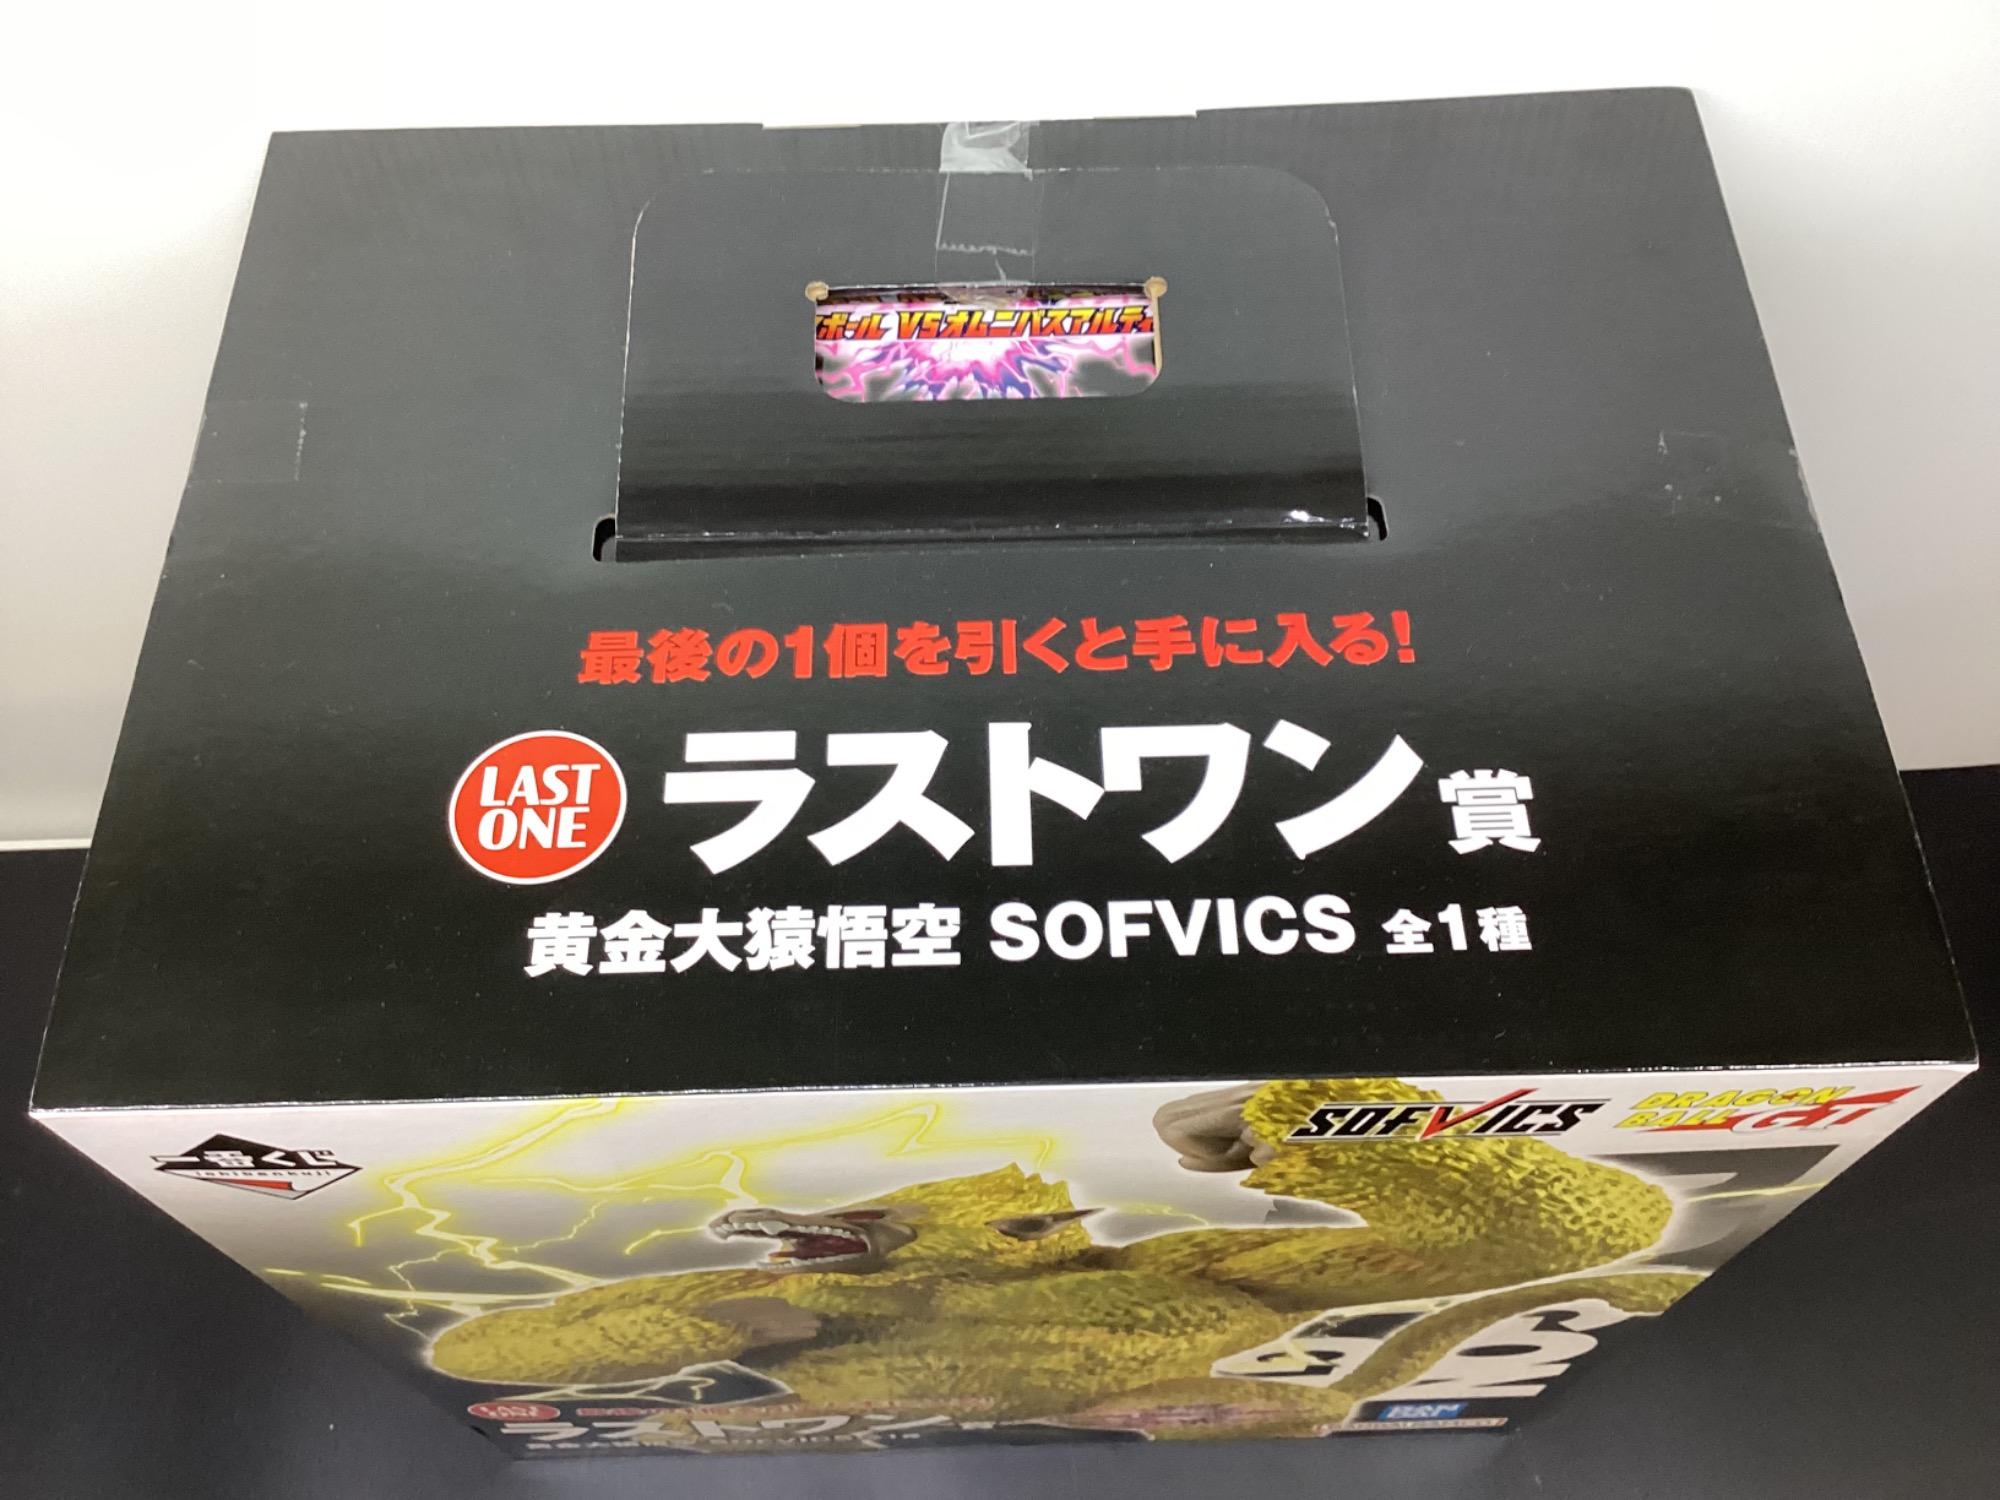 ボール VSオムニバスアルティ
最後の1個を引くと手に入る!
LAST
ONE
ラストワン賞
黄金大猿悟空 SOFVICS 全1種
SOFVICS
DRAGON
BALL GT
一番くじ
ichibankuji
ラストワン